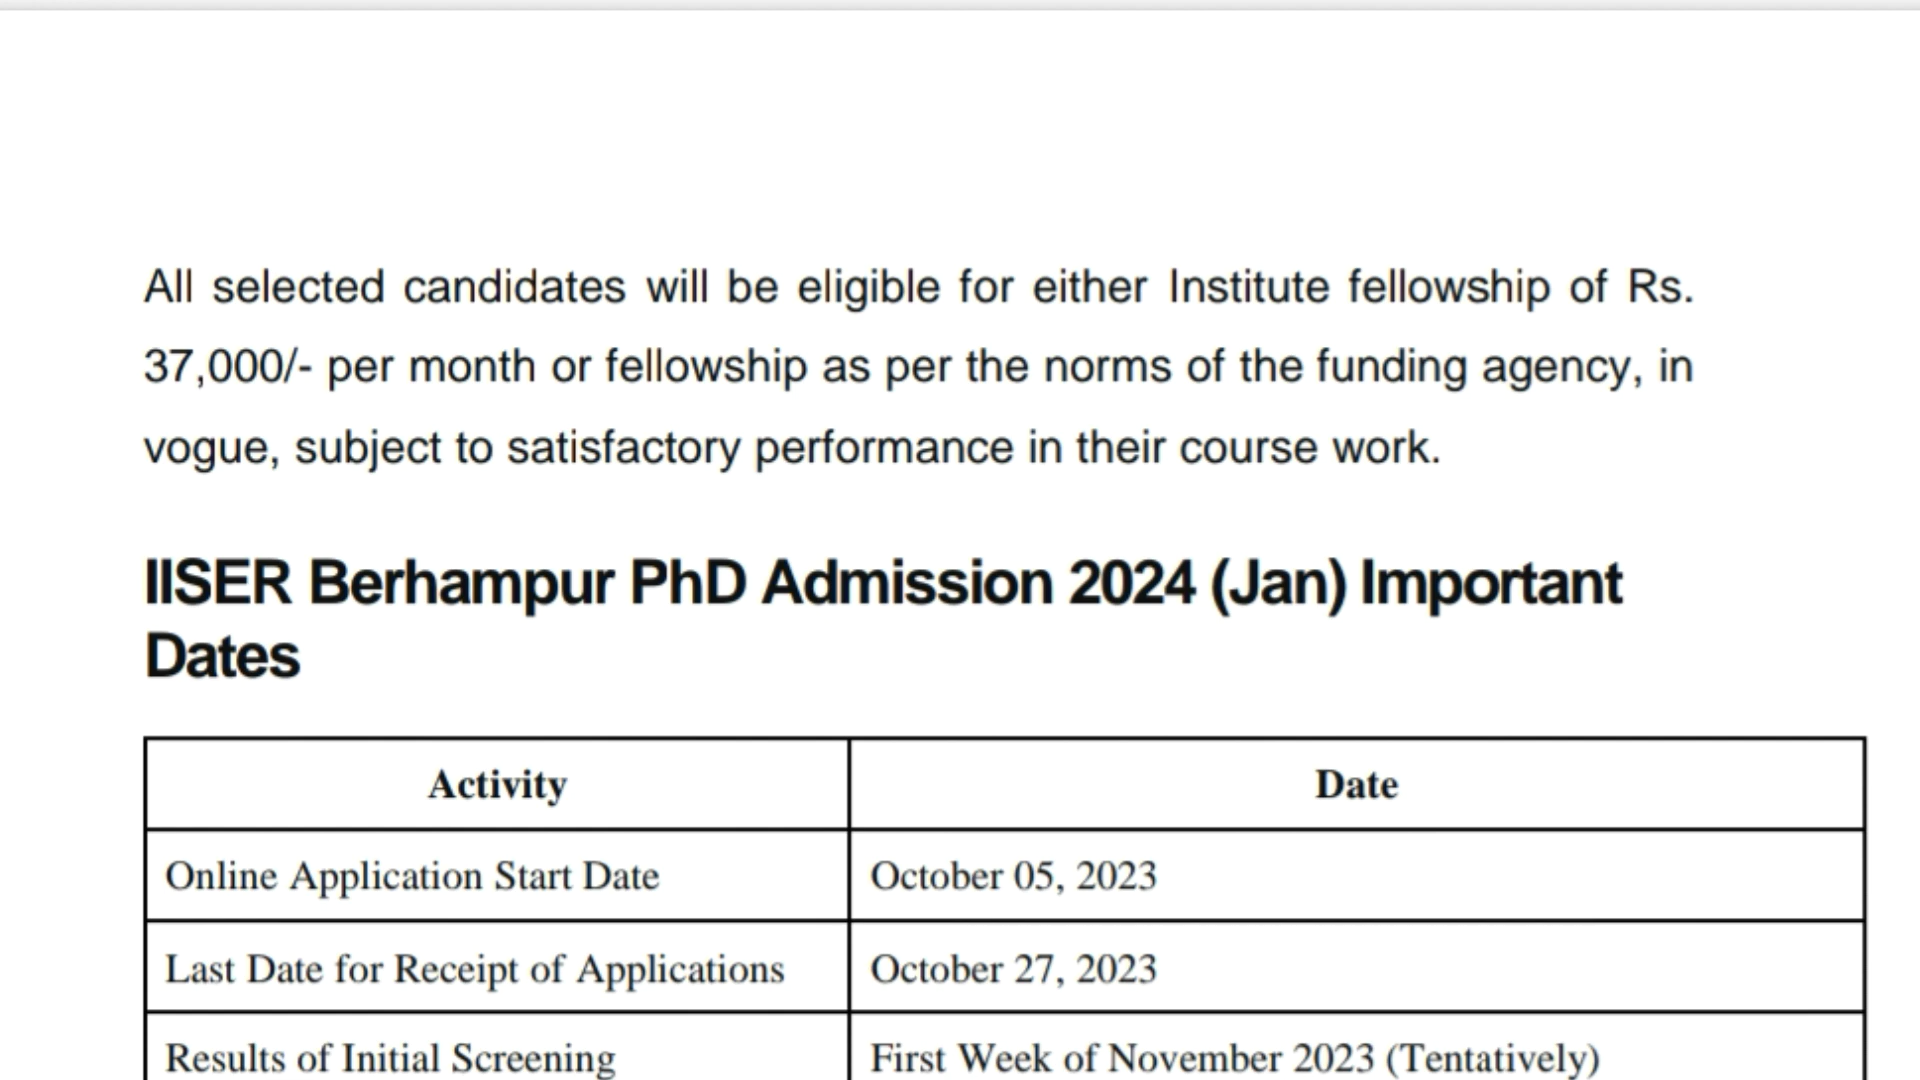 All selected candidates will be eligible for either Institute fellowship of Rs.
37,000/- per month or fellowship as per the norms of the funding agency, in
vogue, subject to satisfactory performance in their course work.
IISER Berhampur PhD Admission 2024 (Jan) Important
Dates
Activity Date
Online Application Start Date October 05, 2023
Last Date for Receipt of Applications October 27, 2023
Results of Initial Screening First Week of November 2023 (Tentatively)